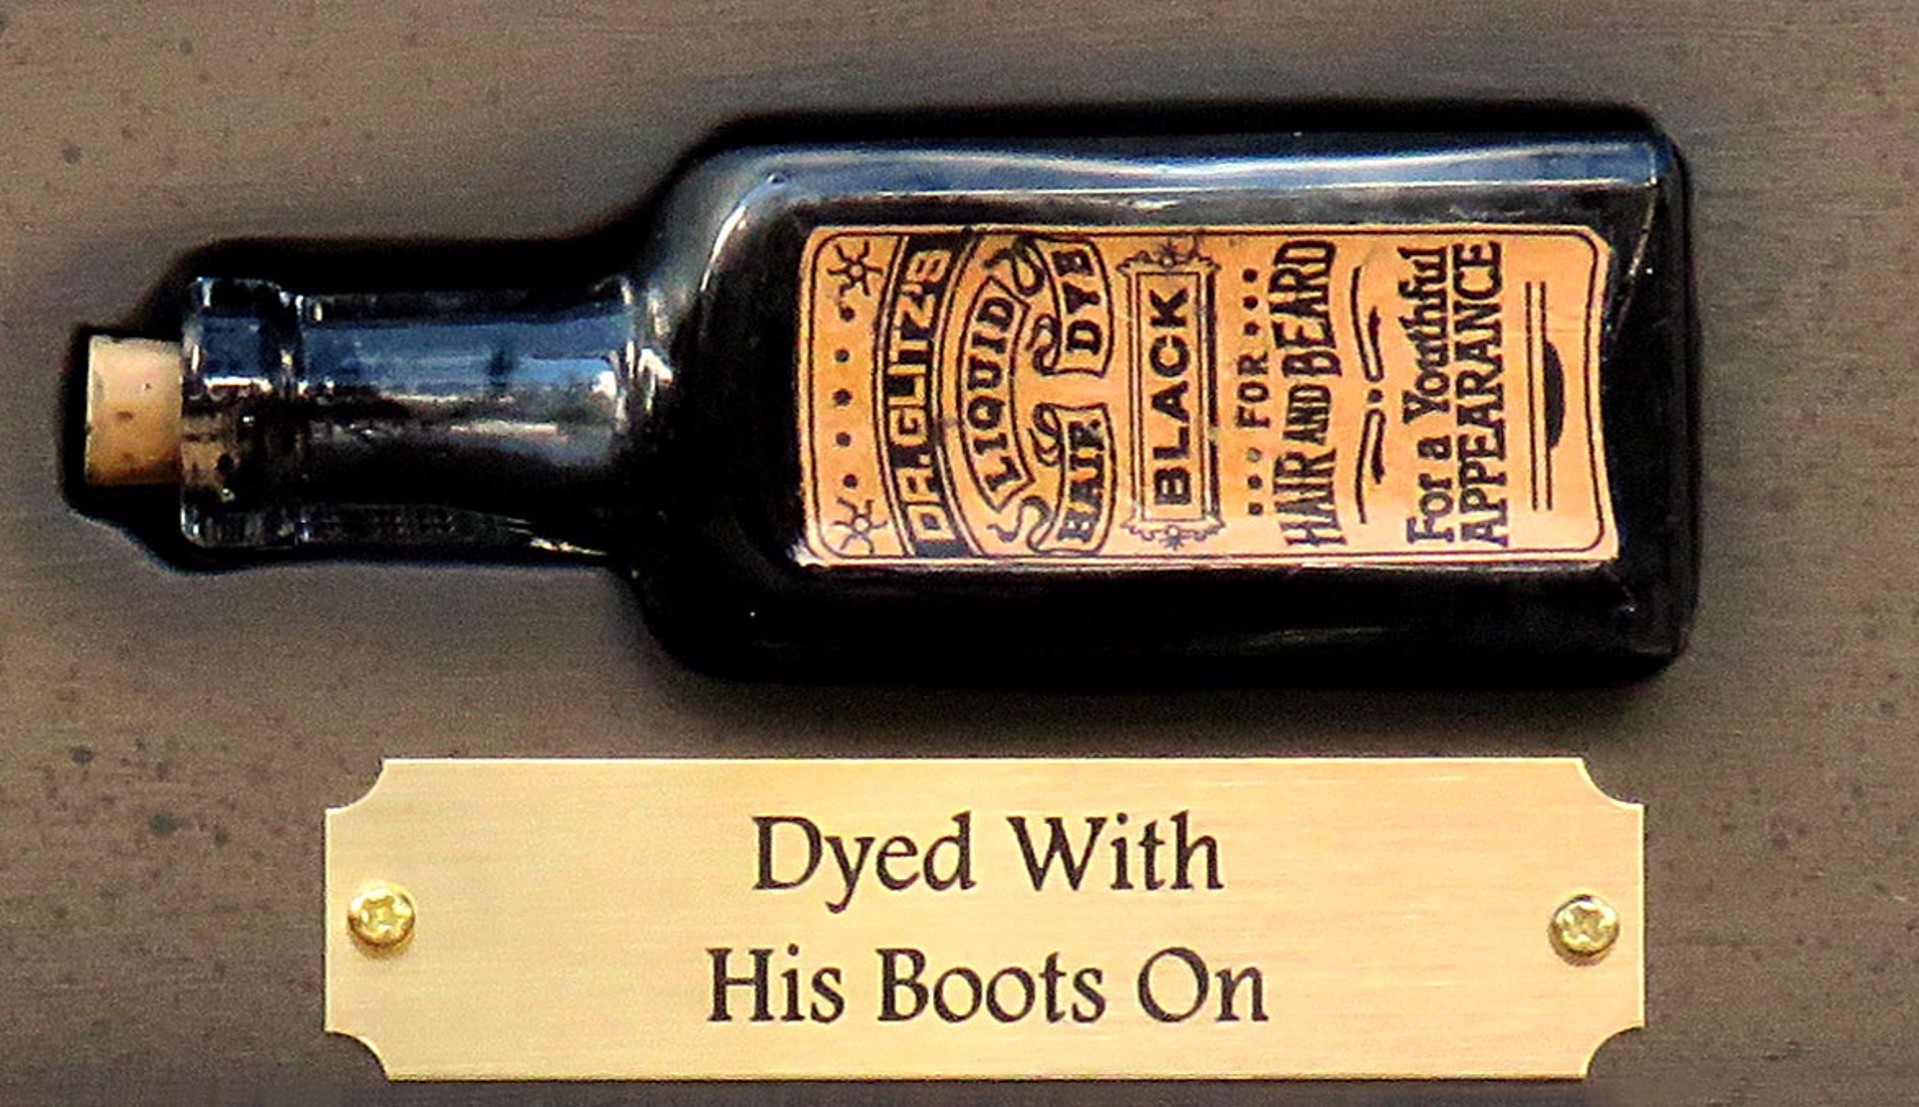 DR. GLITZ'S
LIQUID
HAIR DYE
BLACK
FOR
HAIR AND BEARD
For a Youthful
APPEARANCE
Dyed With
His Boots On